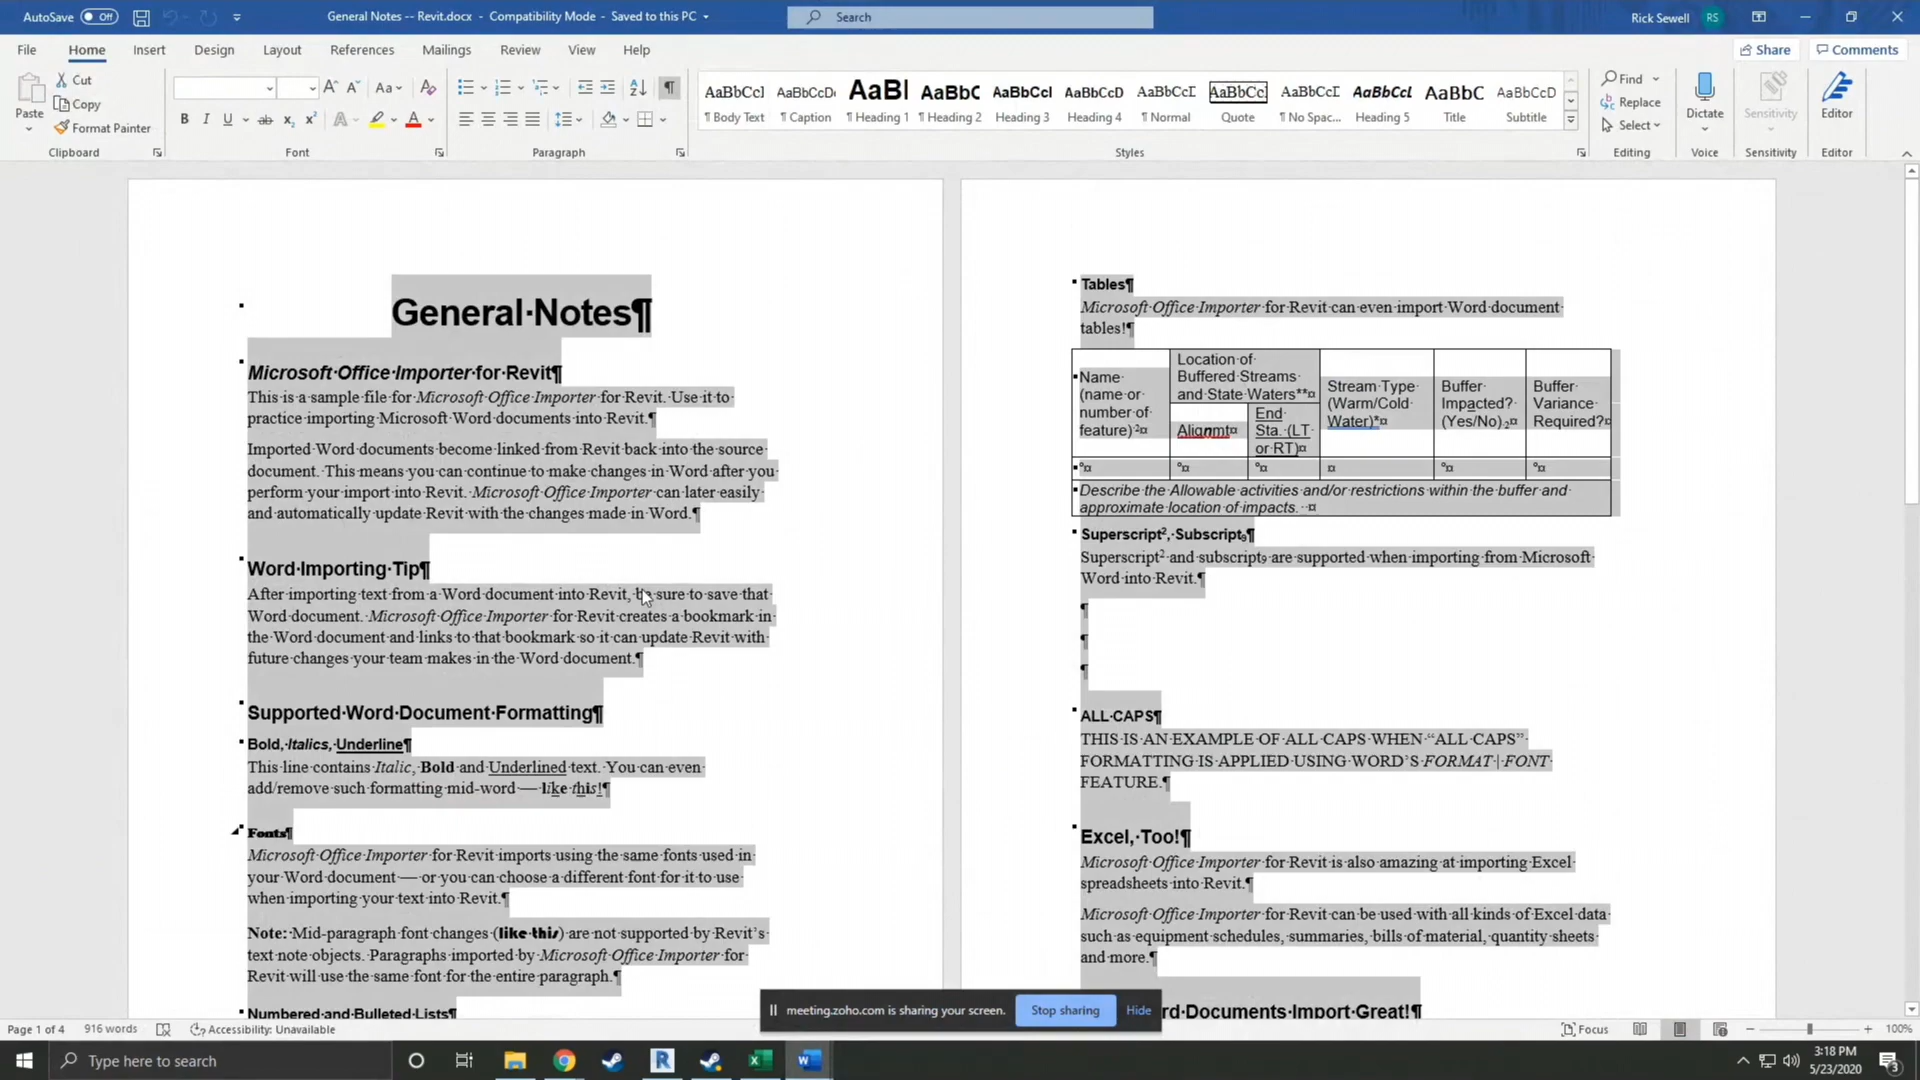 AutoSave Off General Notes -- Revit.docx - Compatibility Mode - Saved to this PC Search Rick Sewell RS
File Home Insert Design Layout References Mailings Review View Help Share Comments
Paste Cut Copy Format Painter Clipboard
Font
Paragraph
AaBbCcI AaBbCcDc AaBl AaBbC AaBbCcI AaBbCcD AaBbCcI AaBbCc] AaBbCcI AaBbCcI AaBbC AaBbCcD
¶ Body Text ¶ Caption ¶ Heading 1 ¶ Heading 2 Heading 3 Heading 4 ¶ Normal Quote ¶ No Spac... Heading 5 Title Subtitle
Styles
Find Replace Select Editing
Dictate Voice
Sensitivity Sensitivity
Editor Editor
General·Notes¶
Microsoft·Office·Importer·for·Revit¶
This·is·a·sample·file·for·Microsoft·Office·Importer·for·Revit.·Use·it·to·
practice·importing·Microsoft·Word·documents·into·Revit.¶
Imported·Word·documents·become·linked·from·Revit·back·into·the·source·
document.·This·means·you·can·continue·to·make·changes·in·Word·after·you·
perform·your·import·into·Revit.·Microsoft·Office·Importer·can·later·easily·
and·automatically·update·Revit·with·the·changes·made·in·Word.¶
Word·Importing·Tip¶
After·importing·text·from·a·Word·document·into·Revit,·be·sure·to·save·that·
Word·document.·Microsoft·Office·Importer·for·Revit·creates·a·bookmark·in·
the·Word·document·and·links·to·that·bookmark·so·it·can·update·Revit·with·
future·changes·your·team·makes·in·the·Word·document.¶
Supported·Word·Document·Formatting¶
Bold,·Italics,·Underline¶
This·line·contains·Italic,·Bold·and·Underlined·text.·You·can·even·
add/remove·such·formatting·mid-word·—·like·this!¶
Fonts¶
Microsoft·Office·Importer·for·Revit·imports·using·the·same·fonts·used·in·
your·Word·document·—·or·you·can·choose·a·different·font·for·it·to·use·
when·importing·your·text·into·Revit.¶
Note:·Mid-paragraph·font·changes·(like·this)·are·not·supported·by·Revit's·
text·note·objects.·Paragraphs·imported·by·Microsoft·Office·Importer·for·
Revit·will·use·the·same·font·for·the·entire·paragraph.¶
Numbered·and·Bulleted·Lists¶
Tables¶
Microsoft·Office·Importer·for·Revit·can·even·import·Word·document·
tables!¶
Name·
(name·or·
number·of·
feature)·²¤
Location·of·
Buffered·Streams·
and·State·Waters**¤
Alignmt¤
End·
Sta.·(LT·
or·RT)¤
Stream·Type·
(Warm/Cold·
Water)*¤
Buffer·
Impacted?·
(Yes/No)·₂¤
Buffer·
Variance·
Required?¤
°¤ °¤ °¤ ¤ °¤ °¤
Describe·the·Allowable·activities·and/or·restrictions·within·the·buffer·and·
approximate·location·of·impacts.··¤
Superscript²,·Subscript₉¶
Superscript²·and·subscript₉·are·supported·when·importing·from·Microsoft·
Word·into·Revit.¶
¶
¶
¶
ALL·CAPS¶
THIS·IS·AN·EXAMPLE·OF·ALL·CAPS·WHEN·“ALL·CAPS”·
FORMATTING·IS·APPLIED·USING·WORD'S·FORMAT·|·FONT·
FEATURE.¶
Excel,·Too!¶
Microsoft·Office·Importer·for·Revit·is·also·amazing·at·importing·Excel·
spreadsheets·into·Revit.¶
Microsoft·Office·Importer·for·Revit·can·be·used·with·all·kinds·of·Excel·data·
such·as·equipment·schedules,·summaries,·bills·of·material,·quantity·sheets·
and·more.¶
rd·Documents·Import·Great!¶
meeting.zoho.com is sharing your screen. Stop sharing Hide
Page 1 of 4 916 words Accessibility: Unavailable Focus 100%
Type here to search
3:18 PM
5/23/2020
3